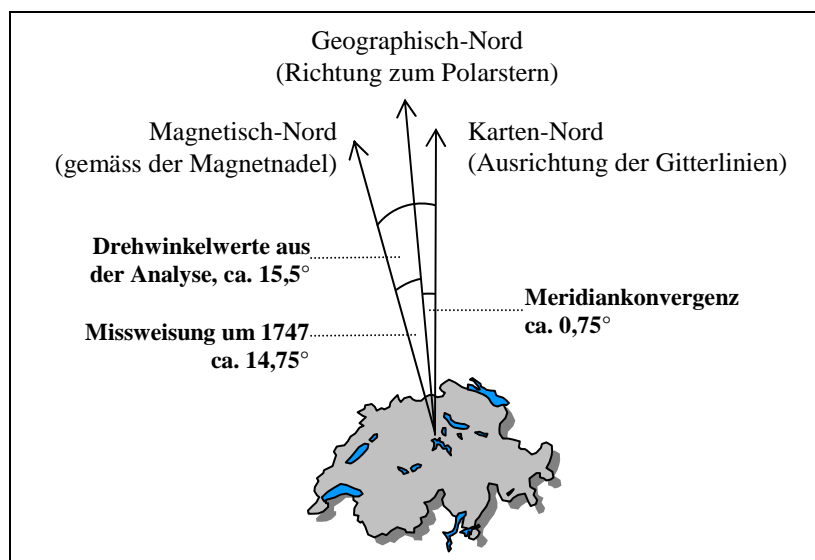 Geographisch-Nord
(Richtung zum Polarstern)
Magnetisch-Nord
(gemäss der Magnetnadel)
Karten-Nord
(Ausrichtung der Gitterlinien)
Drehwinkelwerte aus
der Analyse, ca. 15,5°
Meridiankonvergenz
ca. 0,75°
Missweisung um 1747
ca. 14,75°